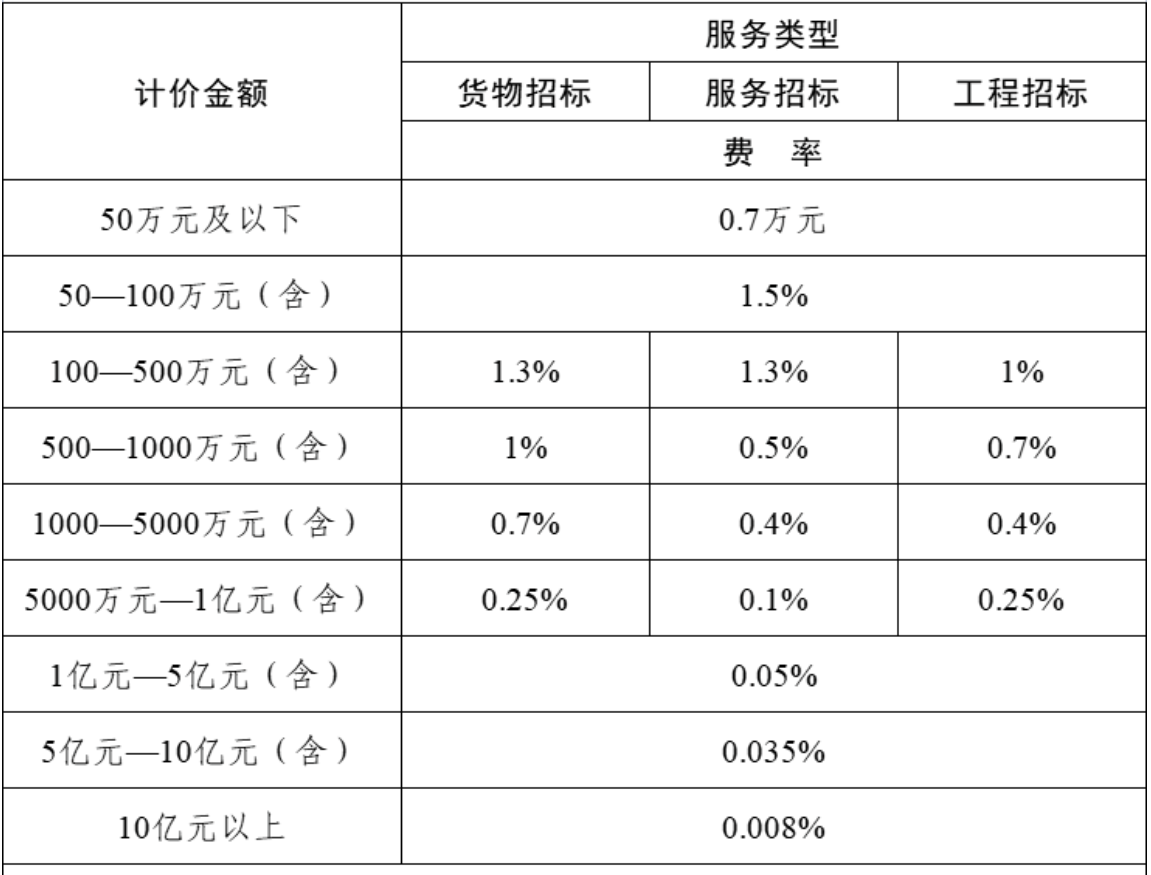 计价金额
服务类型
货物招标 服务招标 工程招标
费 率
50万元及以下 0.7万元
50—100万元（含） 1.5%
100—500万元（含） 1.3% 1.3% 1%
500—1000万元（含） 1% 0.5% 0.7%
1000—5000万元（含） 0.7% 0.4% 0.4%
5000万元—1亿元（含） 0.25% 0.1% 0.25%
1亿元—5亿元（含） 0.05%
5亿元—10亿元（含） 0.035%
10亿元以上 0.008%